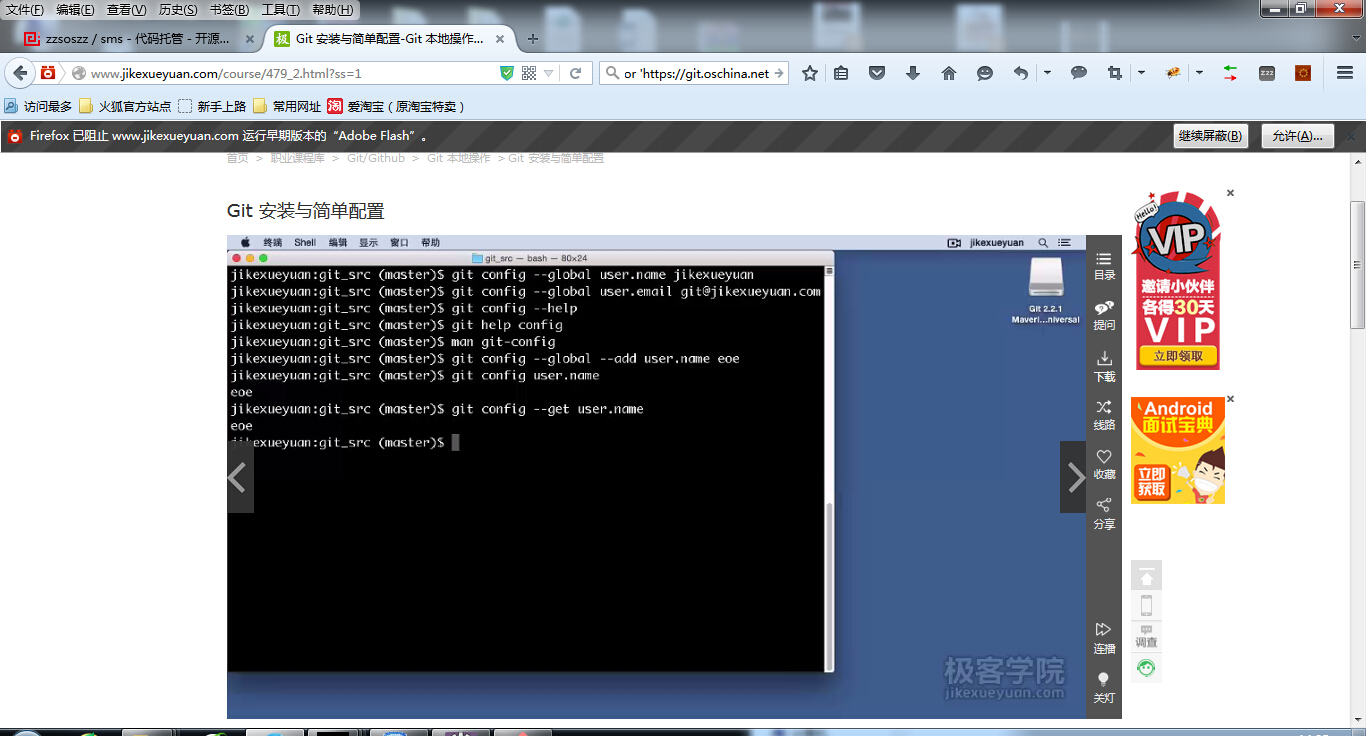 文件(F) 编辑(E) 查看(V) 历史(S) 书签(B) 工具(T) 帮助(H)
zzsoszz / sms - 代码托管 - 开源...
极 Git 安装与简单配置-Git 本地操作...
www.jikexueyuan.com/course/479_2.html?ss=1
or 'https://git.oschina.net
zzz
访问最多 火狐官方站点 新手上路 常用网址 淘 爱淘宝（原淘宝特卖）
Firefox 已阻止 www.jikexueyuan.com 运行早期版本的“Adobe Flash”。
继续屏蔽(B) 允许(A)...
首页 > 职业课程库 > Git/Github > Git 本地操作 > Git 安装与简单配置
Git 安装与简单配置
终端 Shell 编辑 显示 窗口 帮助
jikexueyuan
git_src — bash — 80×24
jikexueyuan:git_src (master)$ git config --global user.name jikexueyuan
jikexueyuan:git_src (master)$ git config --global user.email git@jikexueyuan.com
jikexueyuan:git_src (master)$ git config --help
jikexueyuan:git_src (master)$ git help config
jikexueyuan:git_src (master)$ man git-config
jikexueyuan:git_src (master)$ git config --global --add user.name eoe
jikexueyuan:git_src (master)$ git config user.name
eoe
jikexueyuan:git_src (master)$ git config --get user.name
eoe
jikexueyuan:git_src (master)$
Git 2.2.1
Maveri...niversal
极客学院
jikexueyuan.com
目录
提问
下载
线路
收藏
分享
连播
关灯
Hello!
VIP
邀请小伙伴
各得30天
VIP
立即领取
Android
面试宝典
立即
获取
调查